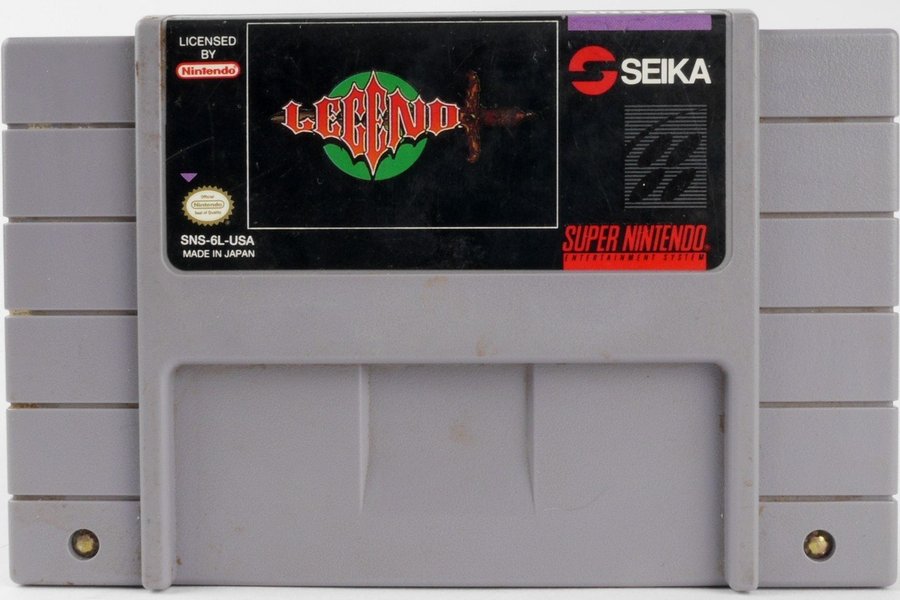 LICENSED
BY
Nintendo
LEGEND
SEIKA
Official
Nintendo
Seal of Quality
SNS-6L-USA
MADE IN JAPAN
SUPER NINTENDO
ENTERTAINMENT SYSTEM